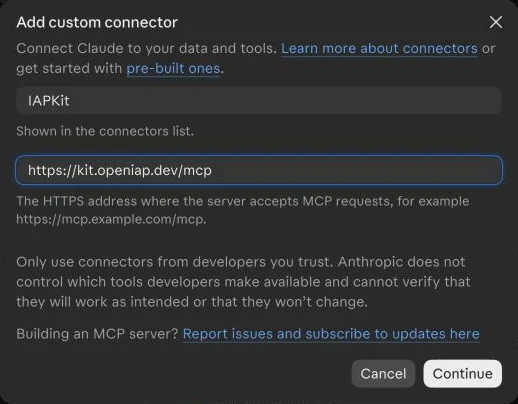 Add custom connector
Connect Claude to your data and tools. Learn more about connectors or
get started with pre-built ones.
IAPKit
Shown in the connectors list.
https://kit.openiap.dev/mcp
The HTTPS address where the server accepts MCP requests, for example
https://mcp.example.com/mcp.
Only use connectors from developers you trust. Anthropic does not
control which tools developers make available and cannot verify that
they will work as intended or that they won’t change.
Building an MCP server? Report issues and subscribe to updates here
Cancel
Continue